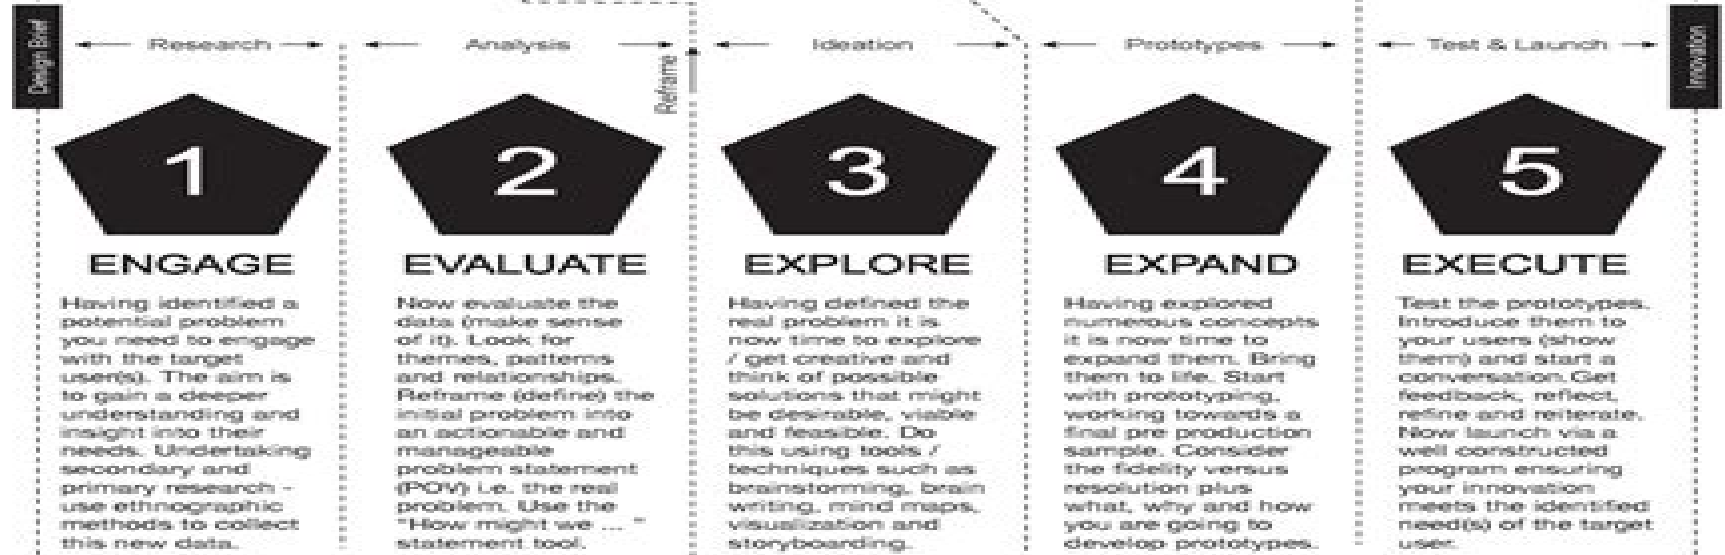 Design Brief
Research
Analysis
Reframe
Ideation
Prototypes
Test & Launch
Innovation
1
ENGAGE
Having identified a
potential problem
you need to engage
with the target
user(s). The aim is
to gain a deeper
understanding and
insight into their
needs. Undertaking
secondary and
primary research -
use ethnographic
methods to collect
this new data.
2
EVALUATE
Now evaluate the
data (make sense
of it). Look for
themes, patterns
and relationships.
Reframe (define) the
initial problem into
an actionable and
manageable
problem statement
(POV) i.e. the real
problem. Use the
"How might we ... "
statement tool.
3
EXPLORE
Having defined the
real problem it is
now time to explore
/ get creative and
think of possible
solutions that might
be desirable, viable
and feasible. Do
this using tools /
techniques such as
brainstorming, brain
writing, mind maps,
visualization and
storyboarding.
4
EXPAND
Having explored
numerous concepts
it is now time to
expand them. Bring
them to life. Start
with prototyping,
working towards a
final pre production
sample. Consider
the fidelity versus
resolution plus
what, why and how
you are going to
develop prototypes.
5
EXECUTE
Test the prototypes.
Introduce them to
your users (show
them) and start a
conversation. Get
feedback, reflect,
refine and reiterate.
Now launch via a
well constructed
program ensuring
your innovation
meets the identified
need(s) of the target
user.